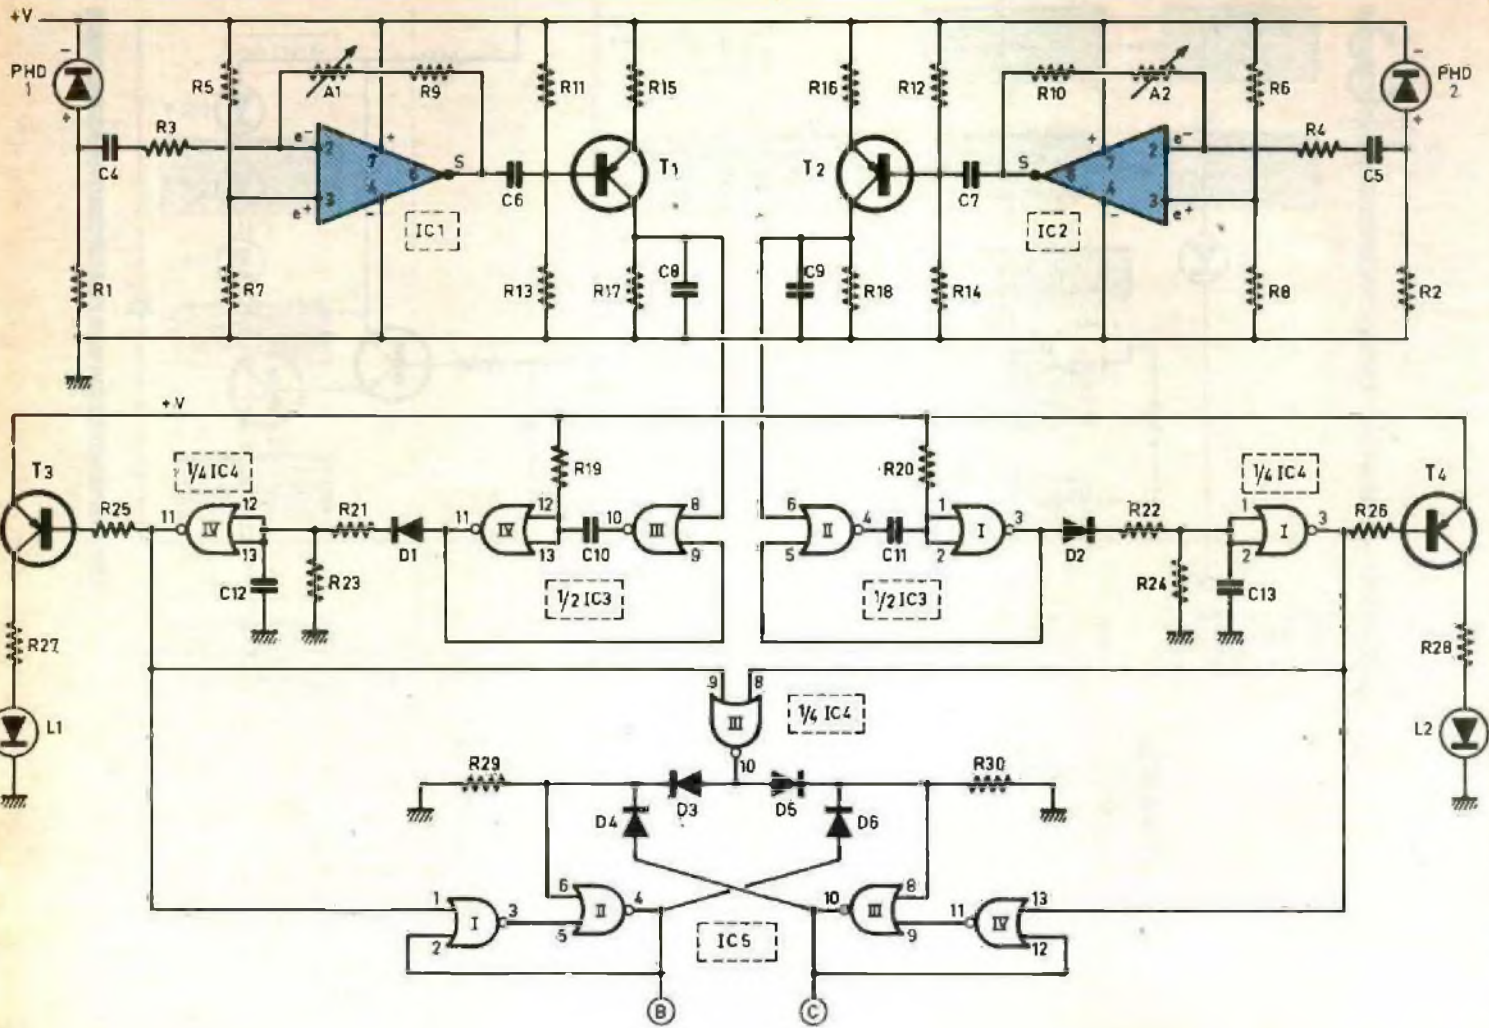 +V
PHD 1
R5
A1
R9
R11
R15
R16
R12
R10
A2
R6
PHD 2
- 
+
C4
R3
e-
2
3
e+
7
4
6
+
-
S
IC1
C6
T1
T2
C7
S
IC2
+
-
7
4
6
e-
2
3
e+
R4
C5
-
+
R1
R7
R13
R17
C8
C9
R18
R14
R8
R2
+V
T3
R25
11
IV
12
13
1/4 IC4
R21
D1
11
IV
12
13
R19
C10
10
III
8
9
R20
6
5
II
4
C11
1
2
I
3
D2
R22
1/4 IC4
1
2
I
3
R26
T4
C12
R23
1/2 IC3
1/2 IC3
R24
C13
R27
R28
L1
L2
9
8
III
10
1/4 IC4
R29
D3
D5
R30
D4
D6
1
2
I
3
6
5
II
4
IC5
10
III
8
9
11
IV
13
12
B
C